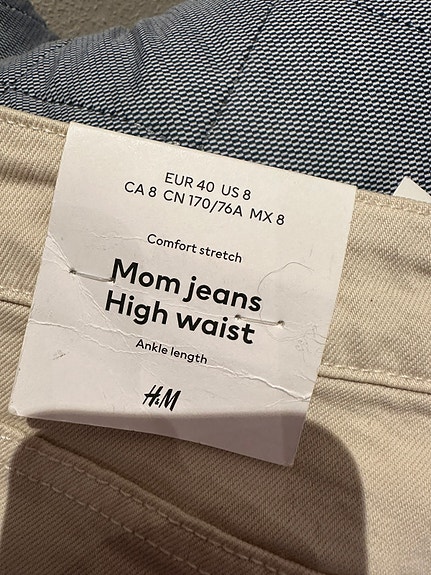 EUR 40 US 8
CA 8 CN 170/76A MX 8
Comfort stretch
Mom jeans
High waist
Ankle length
H&M